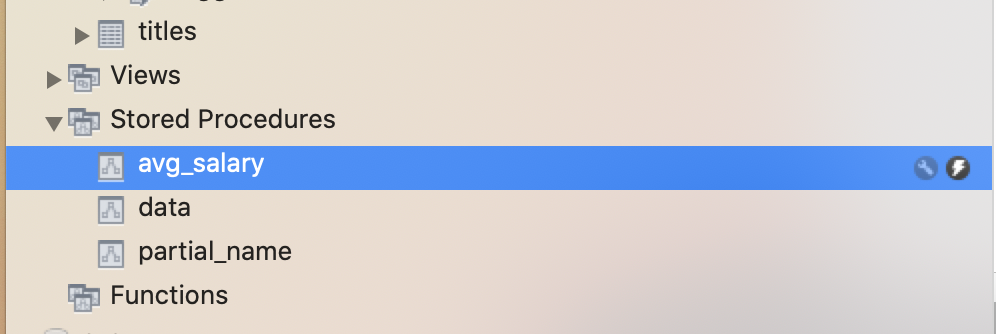 titles
Views
Stored Procedures
avg_salary
data
partial_name
Functions